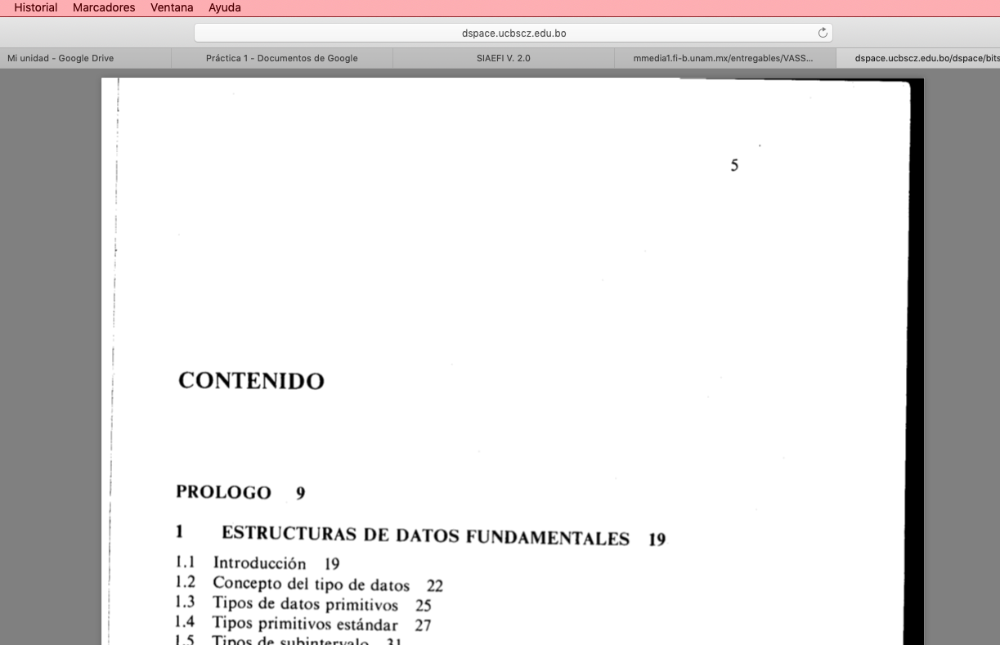 Historial Marcadores Ventana Ayuda
dspace.ucbscz.edu.bo
Mi unidad - Google Drive Práctica 1 - Documentos de Google SIAEFI V. 2.0 mmedia1.fi-b.unam.mx/entregables/VASS... dspace.ucbscz.edu.bo/dspace/bits
5
CONTENIDO
PROLOGO 9
1 ESTRUCTURAS DE DATOS FUNDAMENTALES 19
1.1 Introducción 19
1.2 Concepto del tipo de datos 22
1.3 Tipos de datos primitivos 25
1.4 Tipos primitivos estándar 27
1.5 Tipos de subintervalo 31